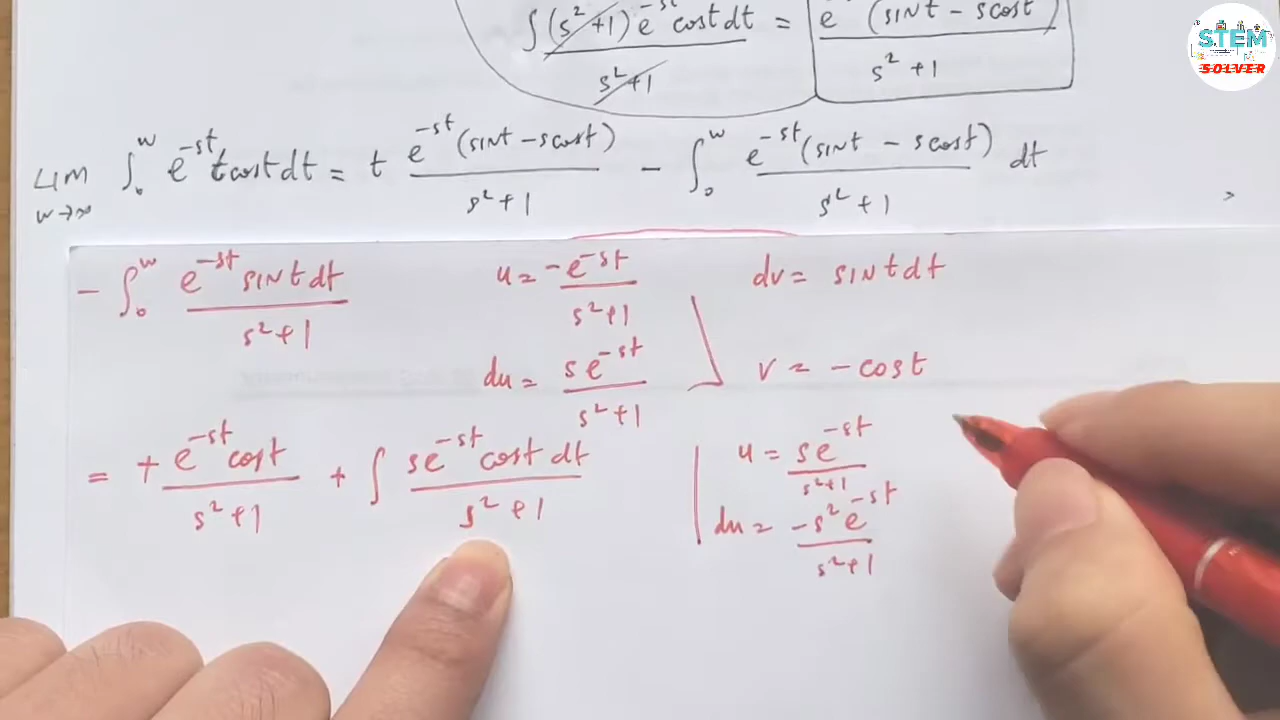 STEM
SOLVER
∫ (s²+1) e^-st cost dt / s²+1 = e (sint - scost) / s²+1
Lim w→∞ ∫₀^w e^-st t cost dt = t e^-st (sint - scost) / s²+1 - ∫₀^w e^-st (sint - scost) / s²+1 dt
- ∫₀^w e^-st sint dt / s²+1 u = -e^-st / s²+1 dv = sint dt
du = se^-st / s²+1 v = -cost
= + e^-st cost / s²+1 + ∫ se^-st cost dt / s²+1 u = se^-st / s²+1
du = -s² e^-st / s²+1